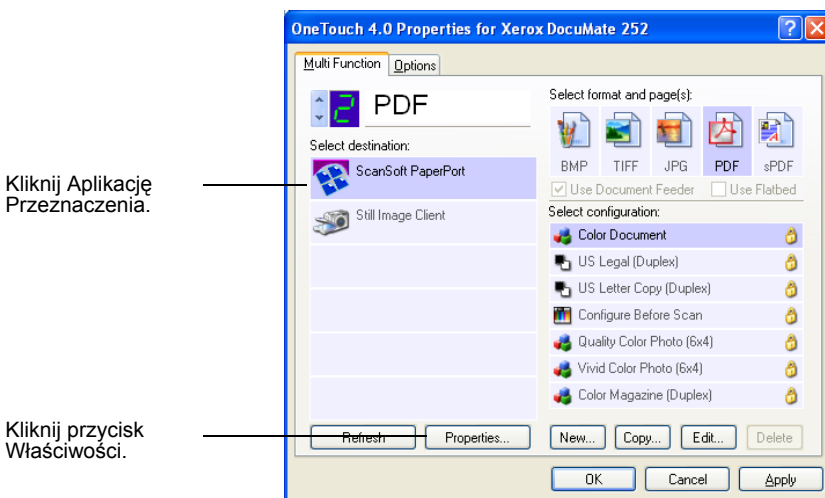 OneTouch 4.0 Properties for Xerox DocuMate 252
Multi Function
Options
2
PDF
Select destination:
ScanSoft PaperPort
Still Image Client
Kliknij Aplikację
Przeznaczenia.
Select format and page(s):
BMP TIFF JPG PDF sPDF
Use Document Feeder
Use Flatbed
Select configuration:
Color Document
US Legal (Duplex)
US Letter Copy (Duplex)
Configure Before Scan
Quality Color Photo (6x4)
Vivid Color Photo (6x4)
Color Magazine (Duplex)
Kliknij przycisk
Właściwości.
Refresh
Properties...
New...
Copy...
Edit...
Delete
OK
Cancel
Apply